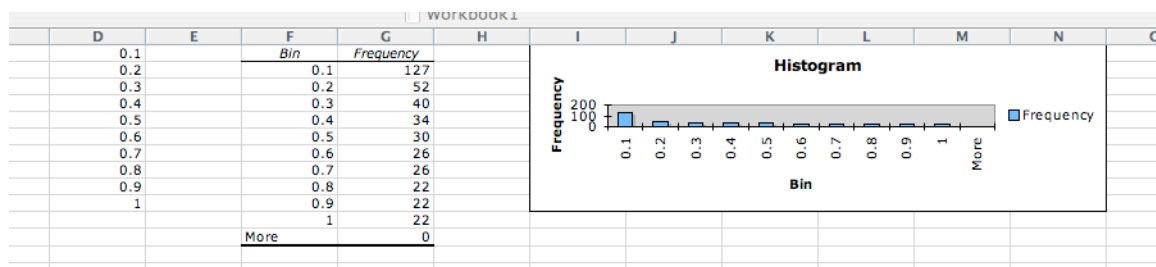 Workbook1
D E F G H I J K L M N
0.1 Bin Frequency
0.2 0.1 127
0.3 0.2 52
0.4 0.3 40
0.5 0.4 34
0.6 0.5 30
0.7 0.6 26
0.8 0.7 26
0.9 0.8 22
1 0.9 22
1 22
More 0
Histogram
Frequency
200
100
0
0.1 0.2 0.3 0.4 0.5 0.6 0.7 0.8 0.9 1 More
Bin
Frequency